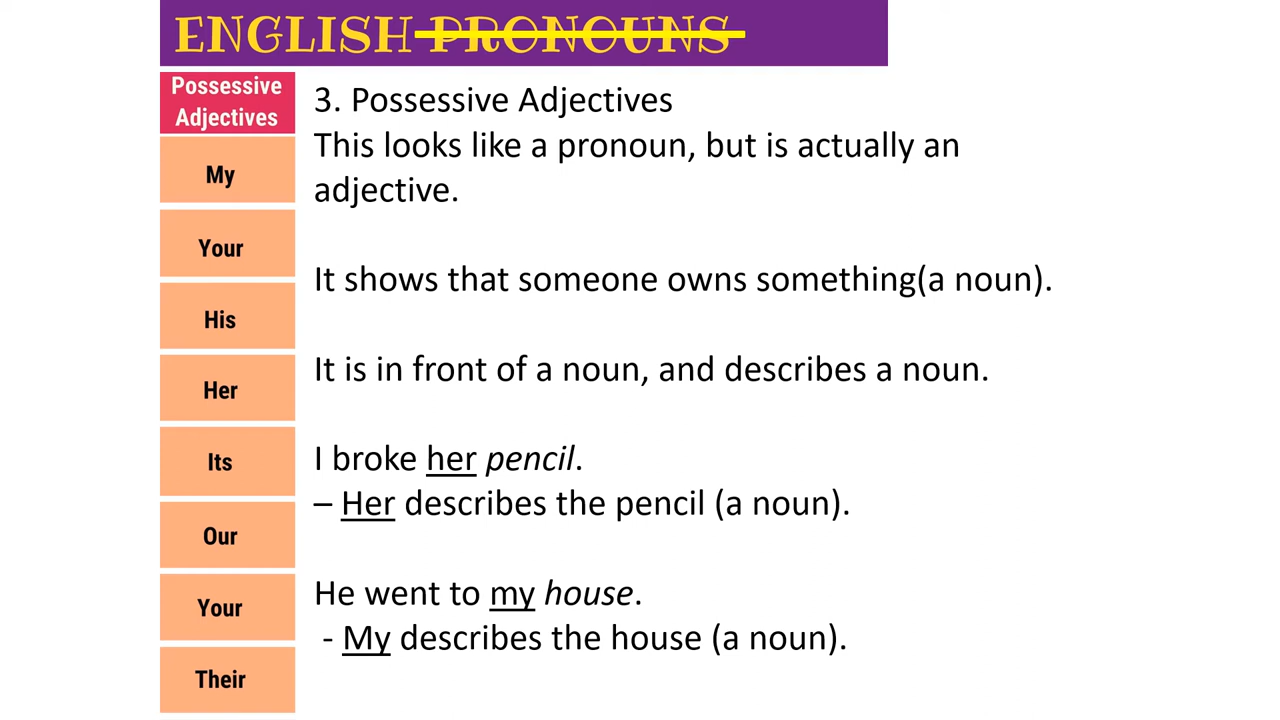 ENGLISH PRONOUNS
Possessive
Adjectives
My
Your
His
Her
Its
Our
Your
Their
3. Possessive Adjectives
This looks like a pronoun, but is actually an
adjective.
It shows that someone owns something(a noun).
It is in front of a noun, and describes a noun.
I broke her pencil.
– Her describes the pencil (a noun).
He went to my house.
- My describes the house (a noun).